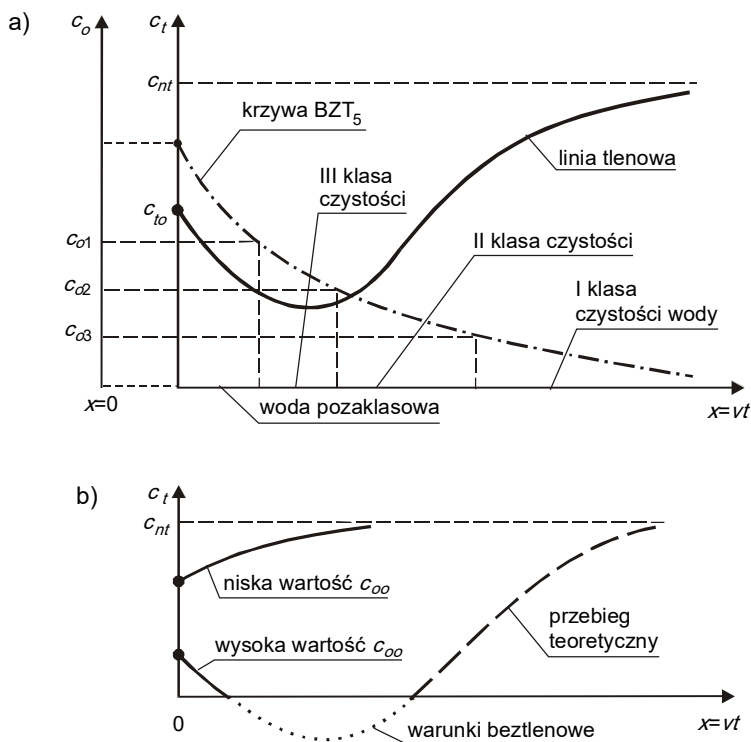 a)
c_o
c_t
c_nt
krzywa BZT_5
linia tlenowa
III klasa
czystości
c_to
c_o1
II klasa czystości
c_o2
I klasa
czystości wody
c_o3
woda pozaklasowa
x=0
x=vt
b)
c_t
c_nt
niska wartość c_oo
przebieg
teoretyczny
wysoka wartość c_oo
0
warunki beztlenowe
x=vt